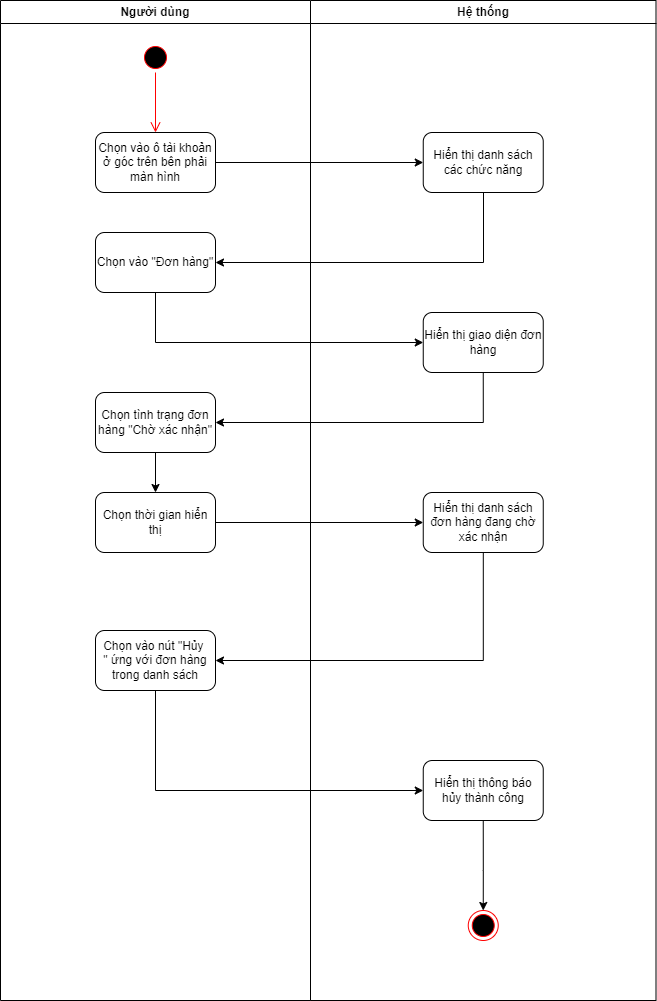 Người dùng
Hệ thống
Chọn vào ô tài khoản
ở góc trên bên phải
màn hình
Hiển thị danh sách
các chức năng
Chọn vào "Đơn hàng"
Hiển thị giao diện đơn
hàng
Chọn tình trạng đơn
hàng "Chờ xác nhận"
Chọn thời gian hiển
thị
Hiển thị danh sách
đơn hàng đang chờ
xác nhận
Chọn vào nút "Hủy
" ứng với đơn hàng
trong danh sách
Hiển thị thông báo
hủy thành công